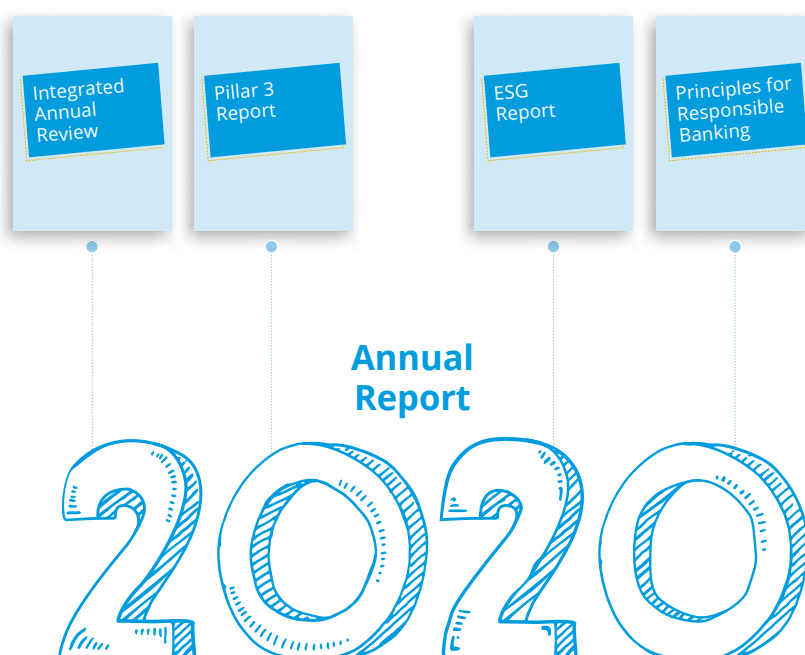 Integrated
Annual
Review
Pillar 3
Report
ESG
Report
Principles for
Responsible
Banking
Annual
Report
2020